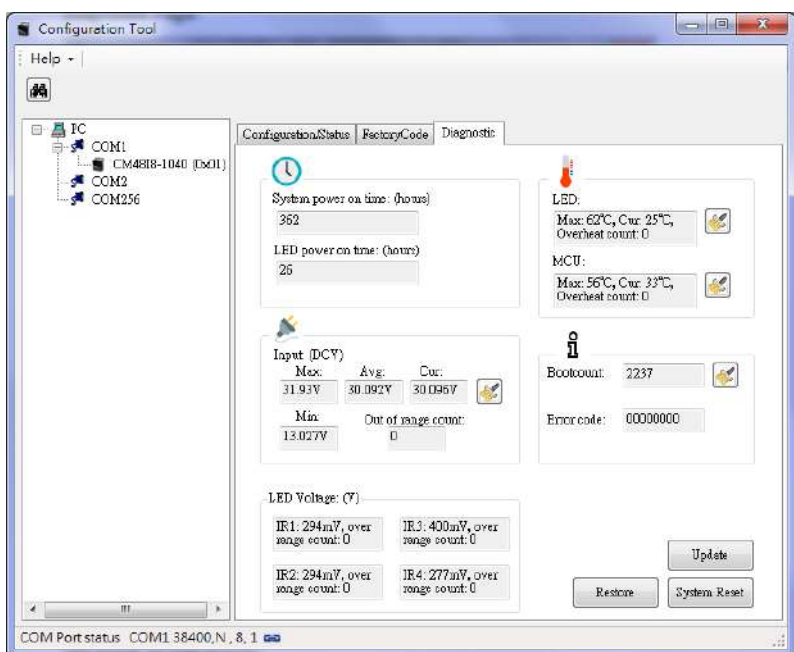 Configuration Tool
Help
PC
COM1
CM48I8-1040 (0x01)
COM2
COM256
Configuration/Status
FactoryCode
Diagnostic
System power on time: (hours)
362
LED power on time: (hours)
26
LED:
Max: 62°C, Cur: 25°C,
Overheat count: 0
MCU:
Max: 56°C, Cur: 33°C,
Overheat count: 0
Input (DCV)
Max: Avg: Cur:
31.93V 30.092V 30.096V
Min: Out of range count:
13.027V 0
Bootcount: 2237
Error code: 00000000
LED Voltage: (V)
IR1: 294mV, over
range count: 0
IR3: 400mV, over
range count: 0
IR2: 294mV, over
range count: 0
IR4: 277mV, over
range count: 0
Update
Restore
System Reset
COM Port status COM1 38400,N , 8, 1